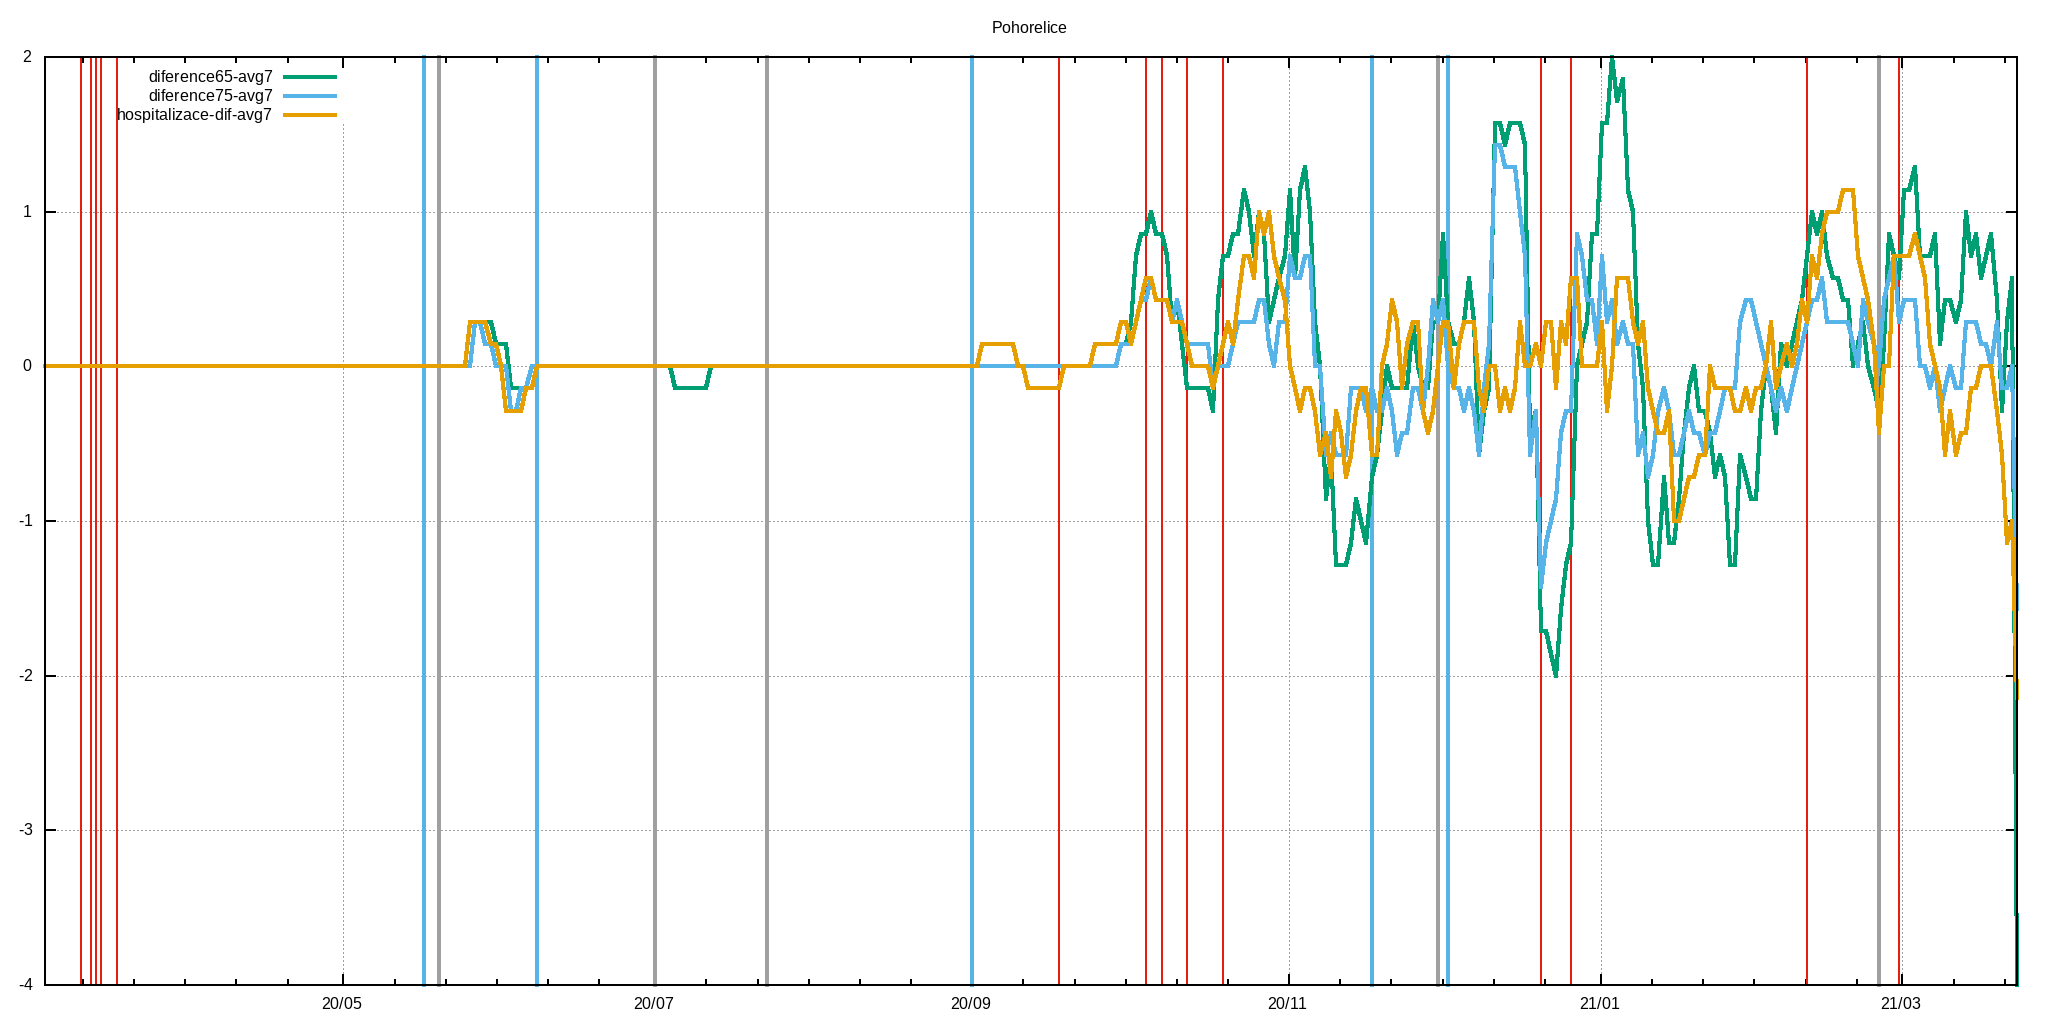 Pohorelice
2
diference65-avg7
diference75-avg7
hospitalizace-dif-avg7
1
0
-1
-2
-3
-4
20/05 20/07 20/09 20/11 21/01 21/03